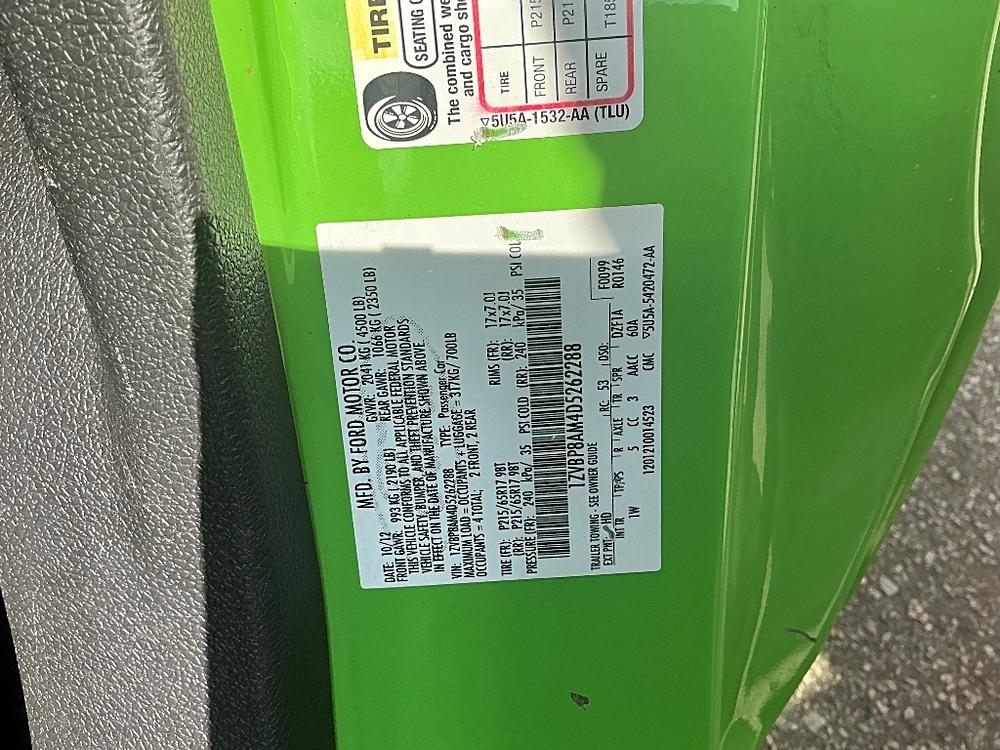 MFD. BY FORD MOTOR CO.
DATE: 10/12 GVWR: 2041 KG ( 4500 LB)
FRONT GAWR: 993 KG ( 2190 LB) REAR GAWR: 1066 KG ( 2350 LB)
THIS VEHICLE CONFORMS TO ALL APPLICABLE FEDERAL MOTOR
VEHICLE SAFETY, BUMPER, AND THEFT PREVENTION STANDARDS
IN EFFECT ON THE DATE OF MANUFACTURE SHOWN ABOVE.
VIN: 1ZVBP8AM4D5262288 TYPE: Passenger Car
MAXIMUM LOAD = OCCUPANTS + LUGGAGE = 317KG/700LB
OCCUPANTS = 4 TOTAL; 2 FRONT, 2 REAR
TIRE (FR): P215/65R17 98T RIMS (FR): 17x7.0J
(RR): P215/65R17 98T (RR): 17x7.0J
PRESSURE (FR): 240 kPa/ 35 PSI COLD (RR): 240 kPa/ 35 PSI COL
1ZVBP8AM4D5262288
TRAILER TOWING - SEE OWNER GUIDE F0099
EXT PNT: HD RC: 53 DSO: R0146
INT TR TP/PS R AXLE TR SPR DZF1A
1W 5 CC 3 AACC 60A
1201210014523 CMC ▽5U5A-5420472-AA
TIRE
SEATING C
The combined we
and cargo sho
TIRE
FRONT P215
REAR P21
SPARE T185
▽5U5A-1532-AA (TLU)